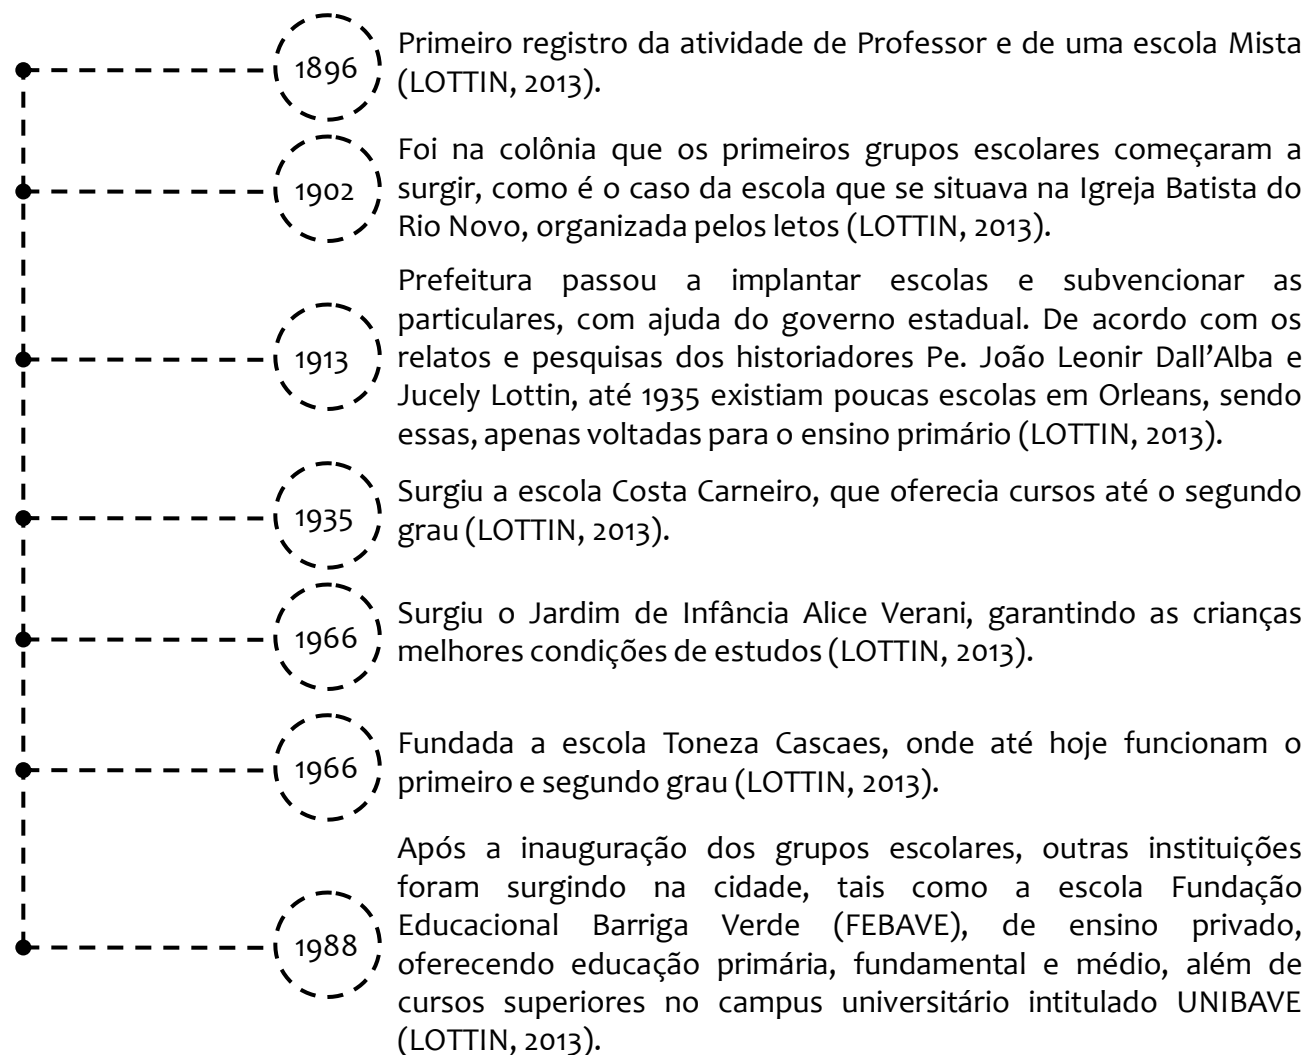 1896
Primeiro registro da atividade de Professor e de uma escola Mista
(LOTTIN, 2013).
1902
Foi na colônia que os primeiros grupos escolares começaram a
surgir, como é o caso da escola que se situava na Igreja Batista do
Rio Novo, organizada pelos letos (LOTTIN, 2013).
1913
Prefeitura passou a implantar escolas e subvencionar as
particulares, com ajuda do governo estadual. De acordo com os
relatos e pesquisas dos historiadores Pe. João Leonir Dall’Alba e
Jucely Lottin, até 1935 existiam poucas escolas em Orleans, sendo
essas, apenas voltadas para o ensino primário (LOTTIN, 2013).
1935
Surgiu a escola Costa Carneiro, que oferecia cursos até o segundo
grau (LOTTIN, 2013).
1966
Surgiu o Jardim de Infância Alice Verani, garantindo as crianças
melhores condições de estudos (LOTTIN, 2013).
1966
Fundada a escola Toneza Cascaes, onde até hoje funcionam o
primeiro e segundo grau (LOTTIN, 2013).
1988
Após a inauguração dos grupos escolares, outras instituições
foram surgindo na cidade, tais como a escola Fundação
Educacional Barriga Verde (FEBAVE), de ensino privado,
oferecendo educação primária, fundamental e médio, além de
cursos superiores no campus universitário intitulado UNIBAVE
(LOTTIN, 2013).